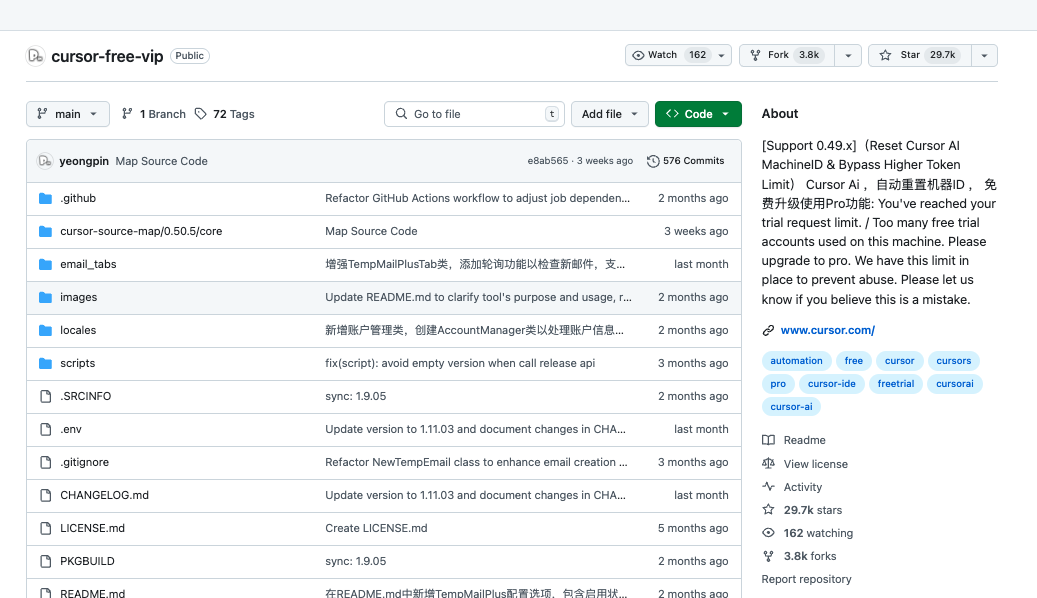 cursor-free-vip Public
Watch 162
Fork 3.8k
Star 29.7k
main
1 Branch
72 Tags
Go to file t
Add file
Code
yeongpin Map Source Code
e8ab565 · 3 weeks ago
576 Commits
.github Refactor GitHub Actions workflow to adjust job dependen... 2 months ago
cursor-source-map/0.50.5/core Map Source Code 3 weeks ago
email_tabs 增强TempMailPlusTab类，添加轮询功能以检查新邮件，支... last month
images Update README.md to clarify tool's purpose and usage, r... 2 months ago
locales 新增账户管理类，创建AccountManager类以处理账户信息... 2 months ago
scripts fix(script): avoid empty version when call release api 3 months ago
.SRCINFO sync: 1.9.05 2 months ago
.env Update version to 1.11.03 and document changes in CHA... last month
.gitignore Refactor NewTempEmail class to enhance email creation ... 3 months ago
CHANGELOG.md Update version to 1.11.03 and document changes in CHA... last month
LICENSE.md Create LICENSE.md 5 months ago
PKGBUILD sync: 1.9.05 2 months ago
README.md 在README.md中新增TempMailPlus配置选项，包含启用状... 2 months ago
About
[Support 0.49.x]（Reset Cursor AI
MachineID & Bypass Higher Token
Limit） Cursor Ai ，自动重置机器ID ， 免
费升级使用Pro功能: You've reached your
trial request limit. / Too many free trial
accounts used on this machine. Please
upgrade to pro. We have this limit in
place to prevent abuse. Please let us
know if you believe this is a mistake.
www.cursor.com/
automation free cursor cursors
pro cursor-ide freetrial cursorai
cursor-ai
Readme
View license
Activity
29.7k stars
162 watching
3.8k forks
Report repository